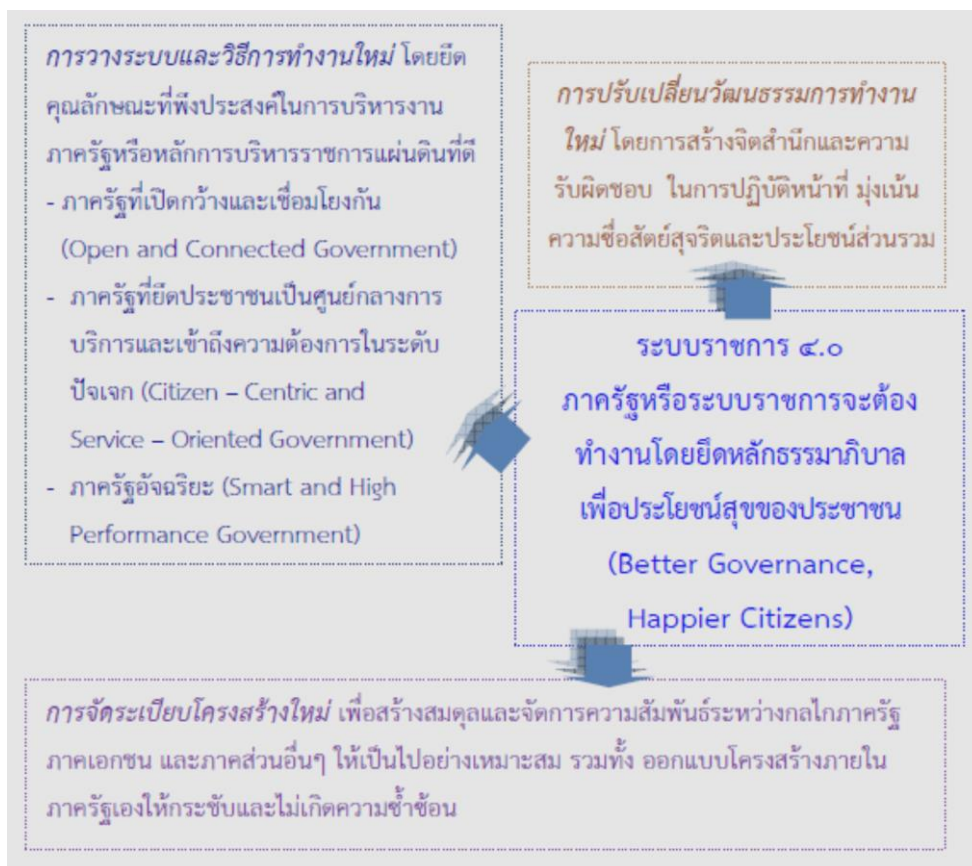 การวางระบบและวิธีการทำงานใหม่ โดยยึด
คุณลักษณะที่พึงประสงค์ในการบริหารงาน
ภาครัฐหรือหลักการบริหารราชการแผ่นดินที่ดี
- ภาครัฐที่เปิดกว้างและเชื่อมโยงกัน
(Open and Connected Government)
- ภาครัฐที่ยึดประชาชนเป็นศูนย์กลางการ
บริการและเข้าถึงความต้องการในระดับ
ปัจเจก (Citizen – Centric and
Service – Oriented Government)
- ภาครัฐอัจฉริยะ (Smart and High
Performance Government)
การปรับเปลี่ยนวัฒนธรรมการทำงาน
ใหม่ โดยการสร้างจิตสำนึกและความ
รับผิดชอบ ในการปฏิบัติหน้าที่ มุ่งเน้น
ความซื่อสัตย์สุจริตและประโยชน์ส่วนรวม
ระบบราชการ ๔.๐
ภาครัฐหรือระบบราชการจะต้อง
ทำงานโดยยึดหลักธรรมาภิบาล
เพื่อประโยชน์สุขของประชาชน
(Better Governance,
Happier Citizens)
การจัดระเบียบโครงสร้างใหม่ เพื่อสร้างสมดุลและจัดการความสัมพันธ์ระหว่างกลไกภาครัฐ
ภาคเอกชน และภาคส่วนอื่นๆ ให้เป็นไปอย่างเหมาะสม รวมทั้ง ออกแบบโครงสร้างภายใน
ภาครัฐเองให้กระชับและไม่เกิดความซ้ำซ้อน